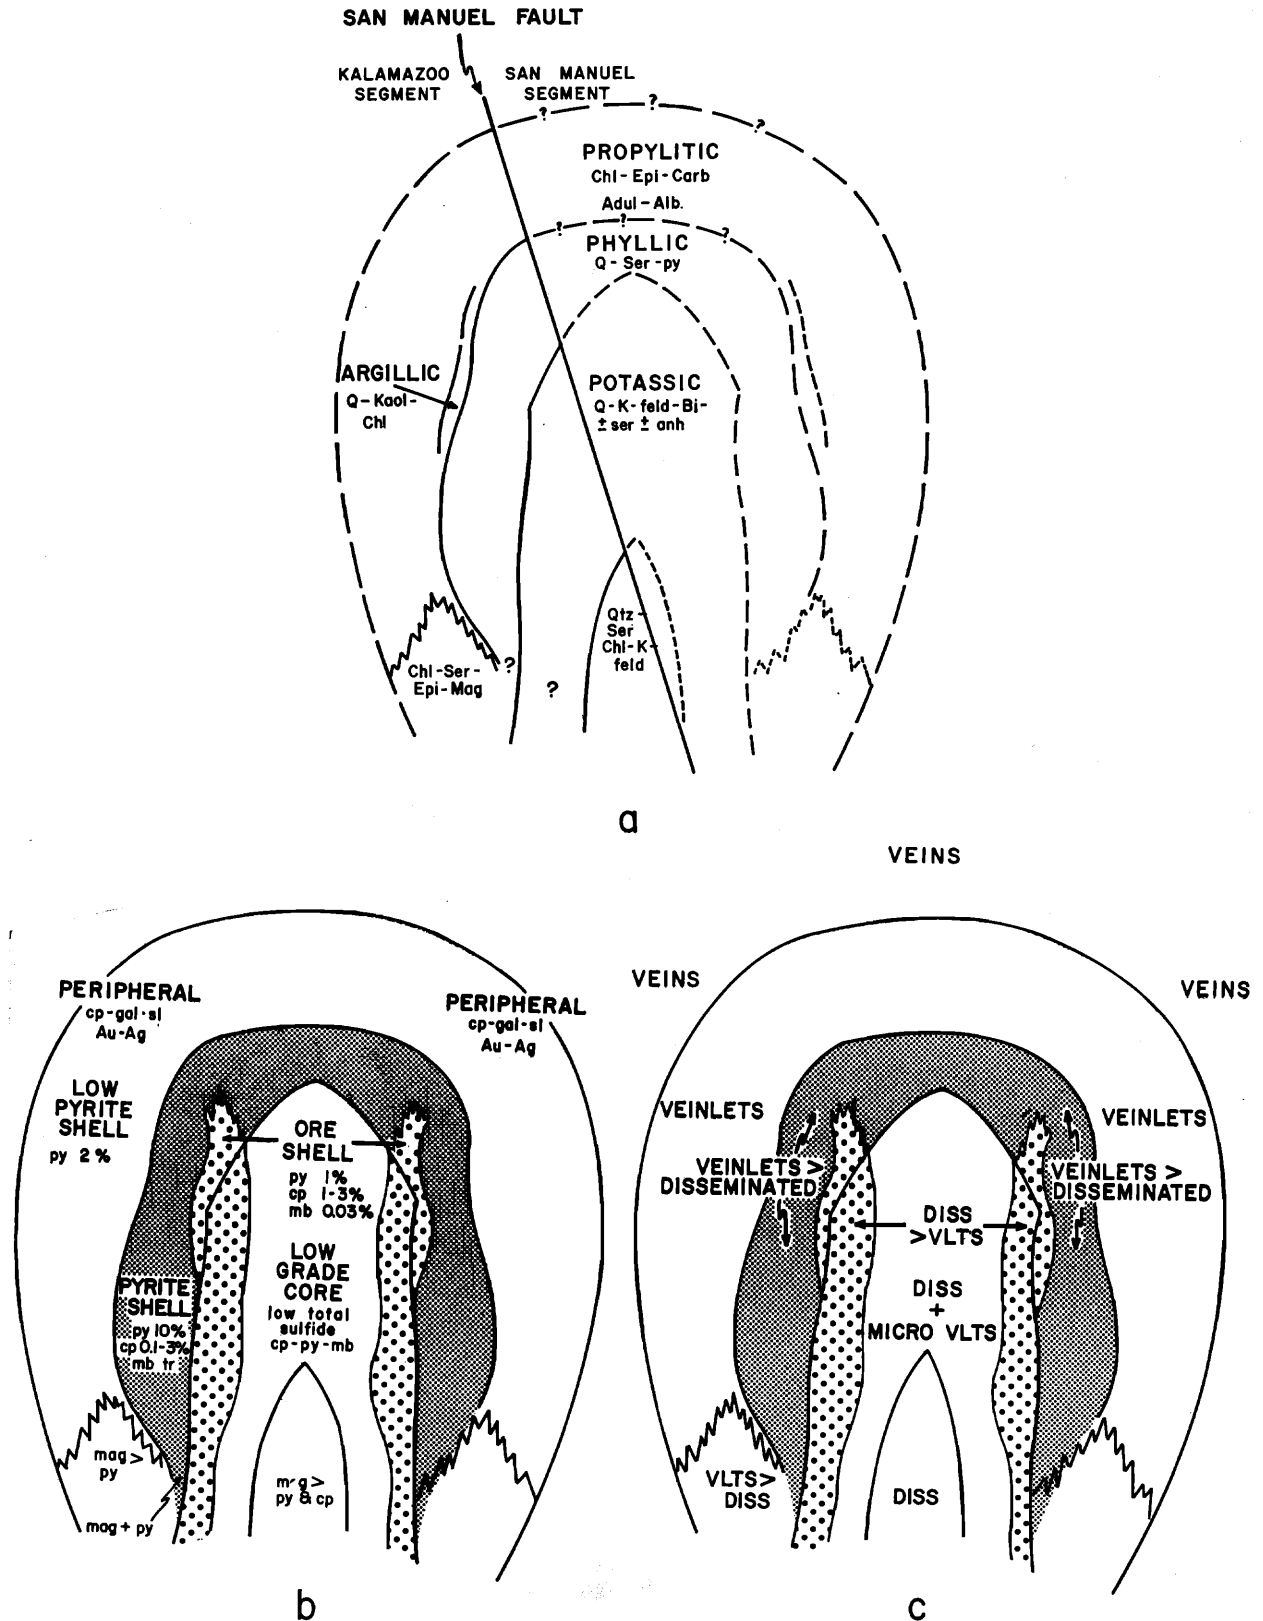 SAN MANUEL FAULT
KALAMAZOO
SEGMENT
SAN MANUEL
SEGMENT
?
?
?
PROPYLITIC
Chl-Epi-Carb
Adul-Alb.
?
?
?
PHYLLIC
Q-Ser-py
ARGILLIC
Q-Kaol-
Chl
POTASSIC
Q-K-feld-Bi-
± ser ± anh
Qtz-
Ser
Chl-K-
feld
Chl-Ser-
Epi-Mag
?
?
a
PERIPHERAL
cp-gal-sl
Au-Ag
PERIPHERAL
cp-gal-sl
Au-Ag
LOW
PYRITE
SHELL
py 2%
ORE
SHELL
py 1%
cp 1-3%
mb 0.03%
LOW
GRADE
CORE
low total
sulfide
cp-py-mb
PYRITE
SHELL
py 10%
cp 0.1-3%
mb tr
mag>
py
mag + py
py & cp
b
VEINS
VEINS
VEINS
VEINLETS
VEINLETS
VEINLETS >
DISSEMINATED
VEINLETS >
DISSEMINATED
DISS
>VLTS
DISS
+
MICRO VLTS
VLTS>
DISS
DISS
c